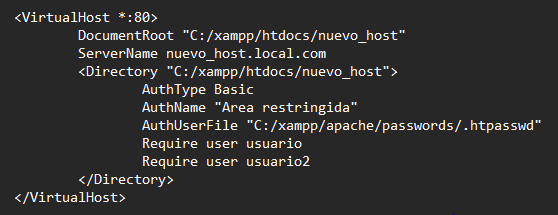 <VirtualHost *:80>
DocumentRoot "C:/xampp/htdocs/nuevo_host"
ServerName nuevo_host.local.com
<Directory "C:/xampp/htdocs/nuevo_host">
AuthType Basic
AuthName "Area restringida"
AuthUserFile "C:/xampp/apache/passwords/.htpasswd"
Require user usuario
Require user usuario2
</Directory>
</VirtualHost>